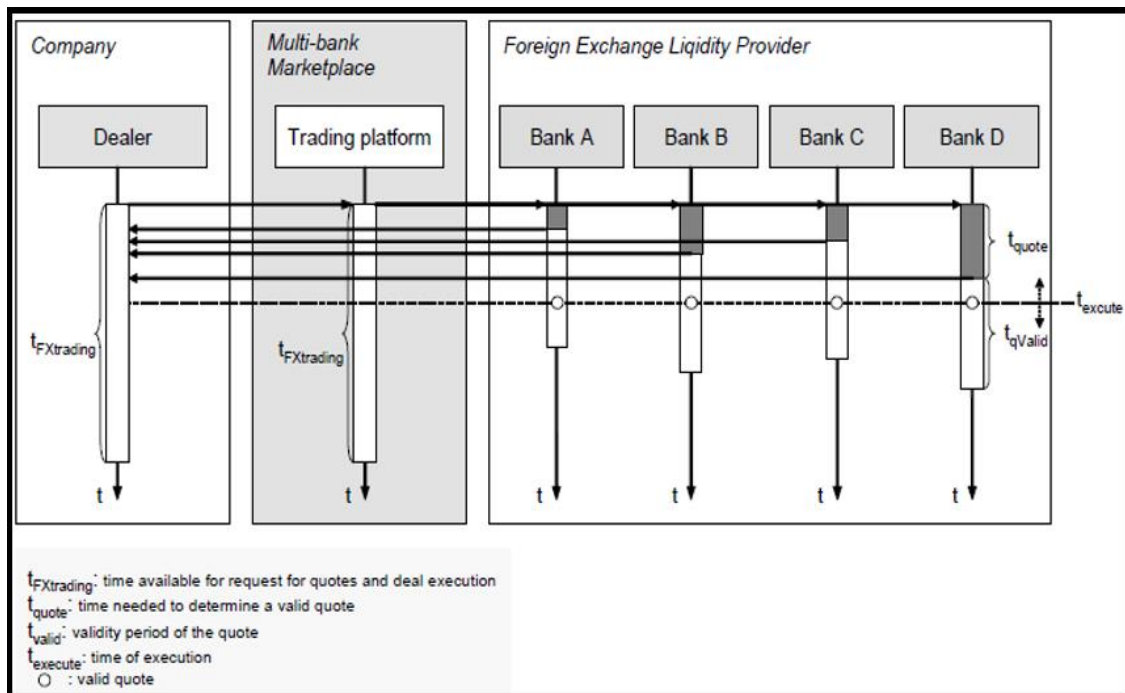 Company
Multi-bank
Marketplace
Foreign Exchange Liqidity Provider
Dealer
Trading platform
Bank A
Bank B
Bank C
Bank D
tquote
texcute
tFXtrading
tFXtrading
tqValid
t
t
t
t
t
t
tFXtrading: time available for request for quotes and deal execution
tquote: time needed to determine a valid quote
tvalid: validity period of the quote
texecute: time of execution
O : valid quote